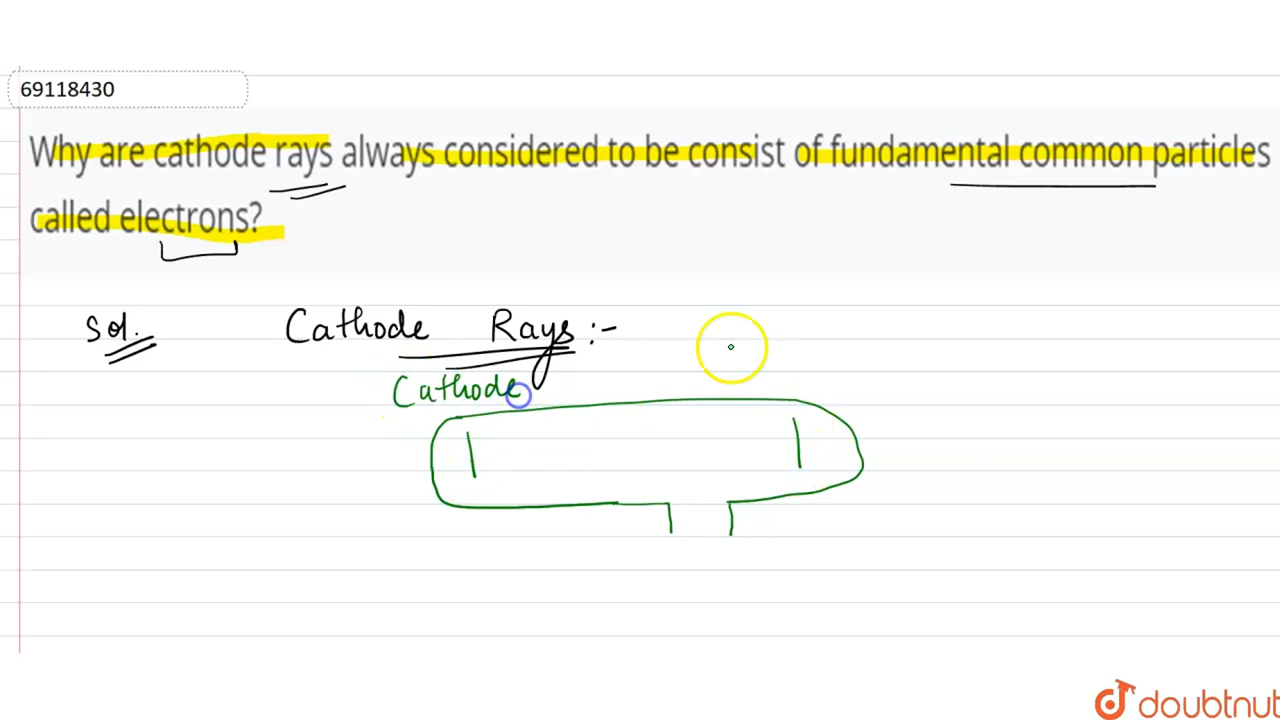 69118430
Why are cathode rays always considered to be consist of fundamental common particles
called electrons?
Sol. Cathode Rays :-
Cathode
doubtnut